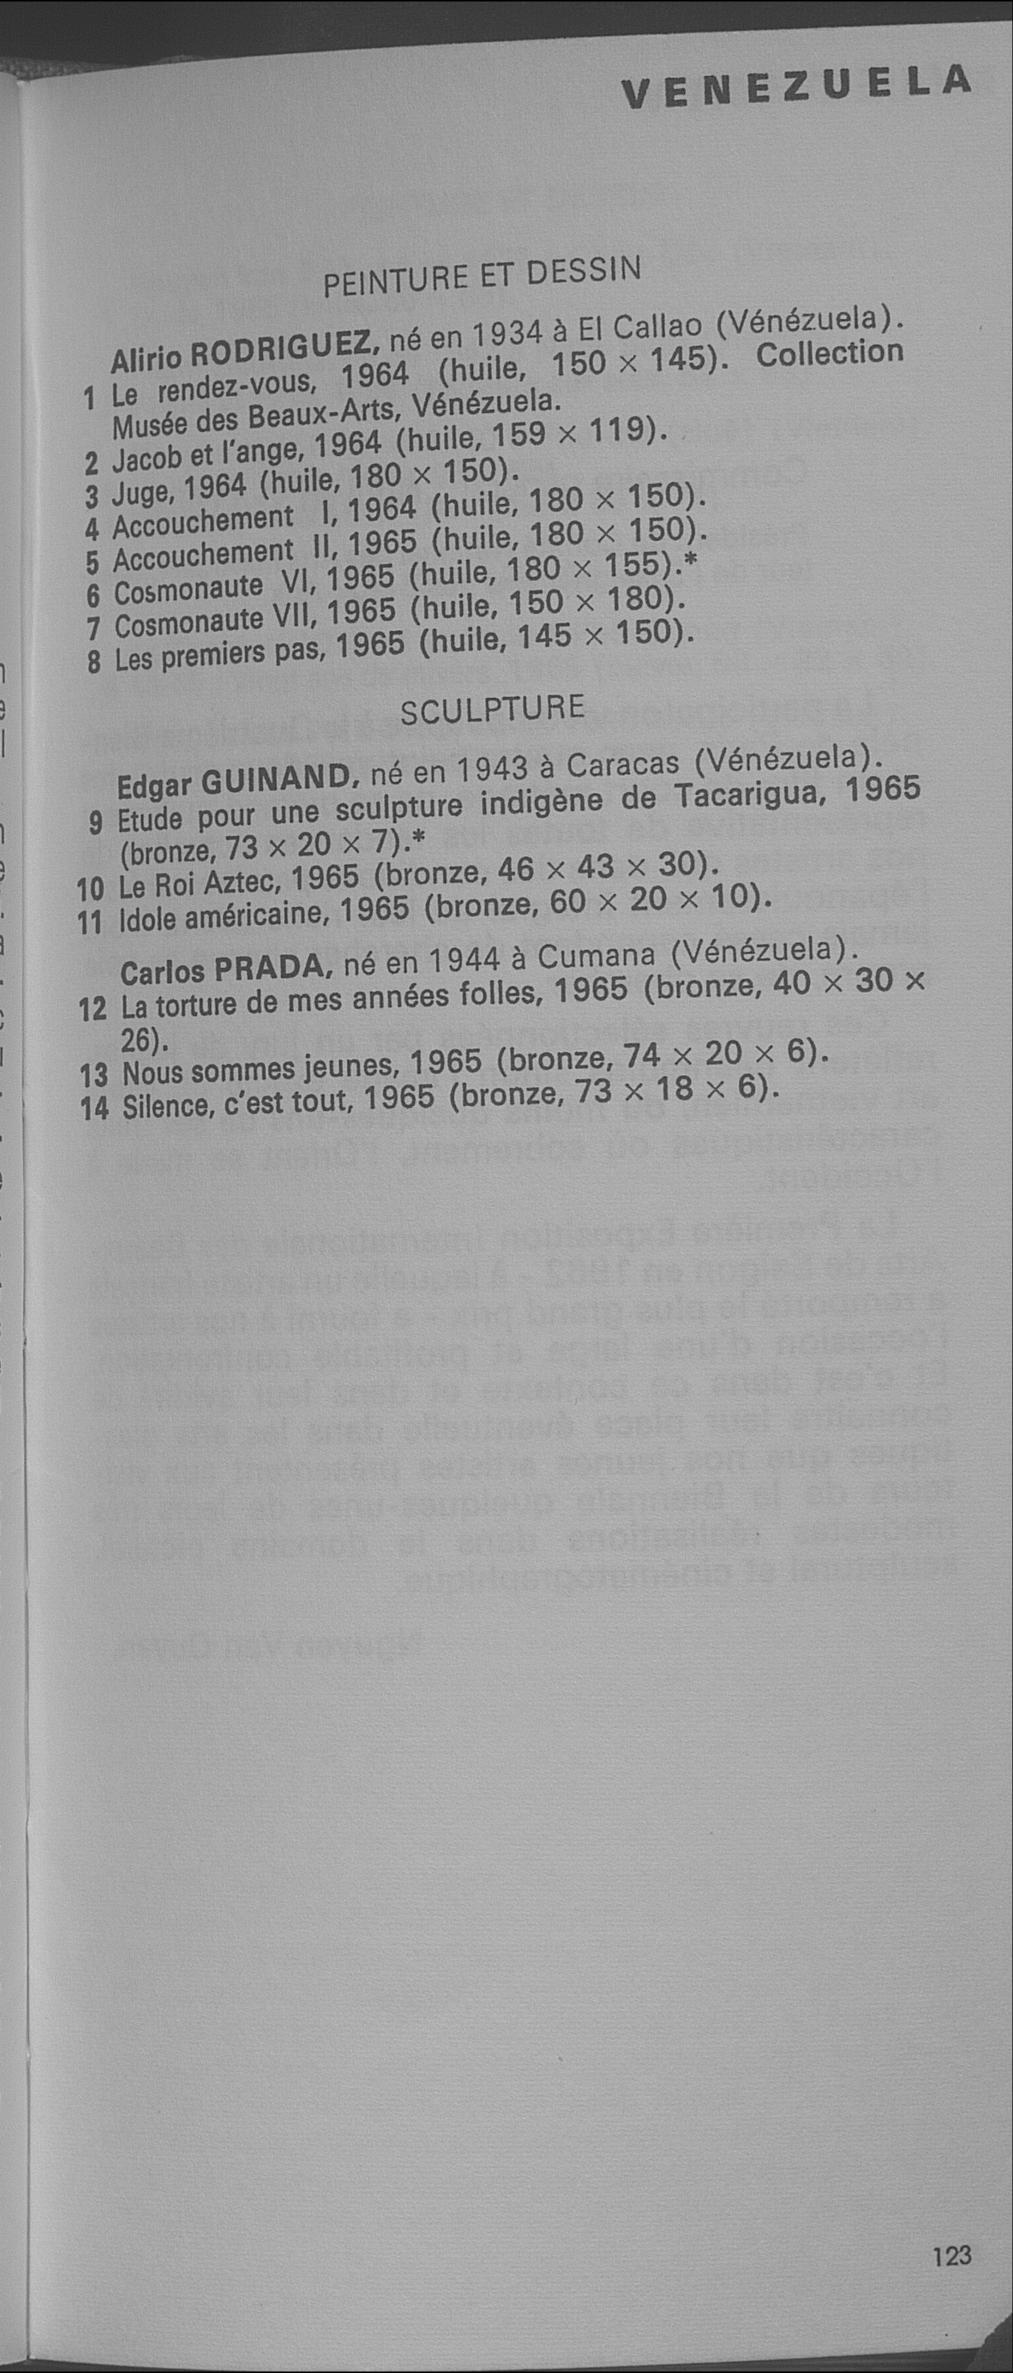 VENEZUELA
PEINTURE ET DESSIN
Alirio RODRIGUEZ, né en 1934 à El Callao (Vénézuela).
1 Le rendez-vous, 1964 (huile, 150 × 145). Collection
Musée des Beaux-Arts, Vénézuela.
2 Jacob et l'ange, 1964 (huile, 159 × 119).
3 Juge, 1964 (huile, 180 × 150).
4 Accouchement I, 1964 (huile, 180 × 150).
5 Accouchement II, 1965 (huile, 180 × 150).
6 Cosmonaute VI, 1965 (huile, 180 × 155).*
7 Cosmonaute VII, 1965 (huile, 150 × 180).
8 Les premiers pas, 1965 (huile, 145 × 150).
SCULPTURE
Edgar GUINAND, né en 1943 à Caracas (Vénézuela).
9 Etude pour une sculpture indigène de Tacarigua, 1965
(bronze, 73 × 20 × 7).*
10 Le Roi Aztec, 1965 (bronze, 46 × 43 × 30).
11 Idole américaine, 1965 (bronze, 60 × 20 × 10).
Carlos PRADA, né en 1944 à Cumana (Vénézuela).
12 La torture de mes années folles, 1965 (bronze, 40 × 30 ×
26).
13 Nous sommes jeunes, 1965 (bronze, 74 × 20 × 6).
14 Silence, c'est tout, 1965 (bronze, 73 × 18 × 6).
123